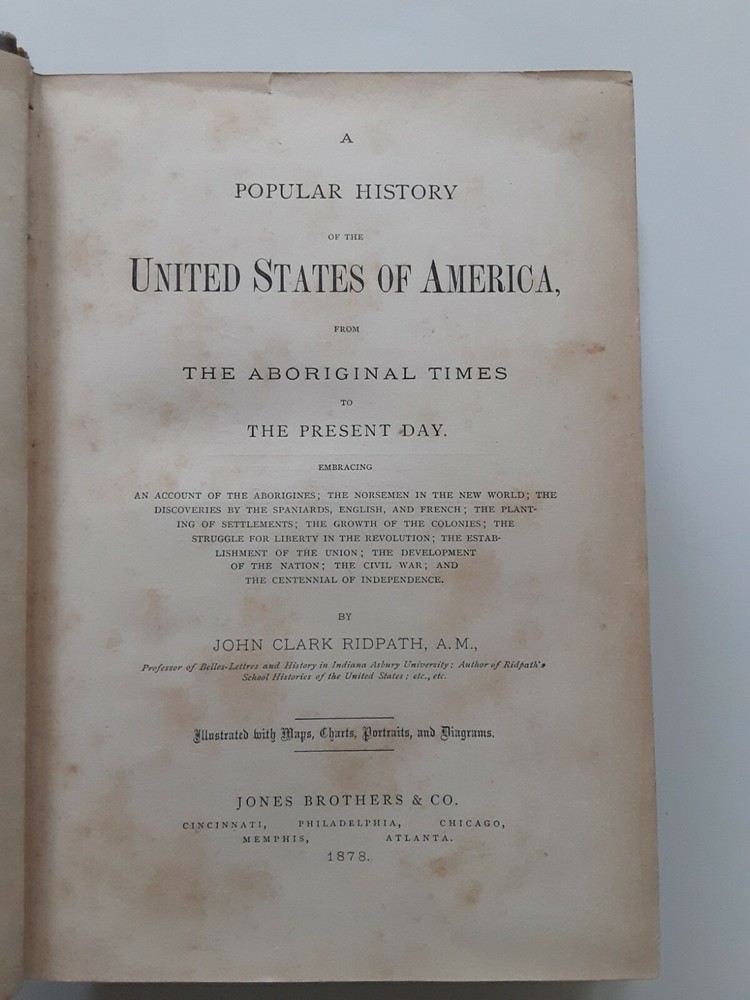 A
POPULAR HISTORY
OF THE
UNITED STATES OF AMERICA,
FROM
THE ABORIGINAL TIMES
TO
THE PRESENT DAY.
EMBRACING
AN ACCOUNT OF THE ABORIGINES; THE NORSEMEN IN THE NEW WORLD; THE
DISCOVERIES BY THE SPANIARDS, ENGLISH, AND FRENCH; THE PLANT-
ING OF SETTLEMENTS; THE GROWTH OF THE COLONIES; THE
STRUGGLE FOR LIBERTY IN THE REVOLUTION; THE ESTAB-
LISHMENT OF THE UNION; THE DEVELOPMENT
OF THE NATION; THE CIVIL WAR; AND
THE CENTENNIAL OF INDEPENDENCE.
BY
JOHN CLARK RIDPATH, A.M.,
Professor of Belles-Lettres and History in Indiana Asbury University; Author of Ridpath's
School Histories of the United States; etc., etc.
Illustrated with Maps, Charts, Portraits, and Diagrams.
JONES BROTHERS & CO.
CINCINNATI, PHILADELPHIA, CHICAGO,
MEMPHIS, ATLANTA.
1878.